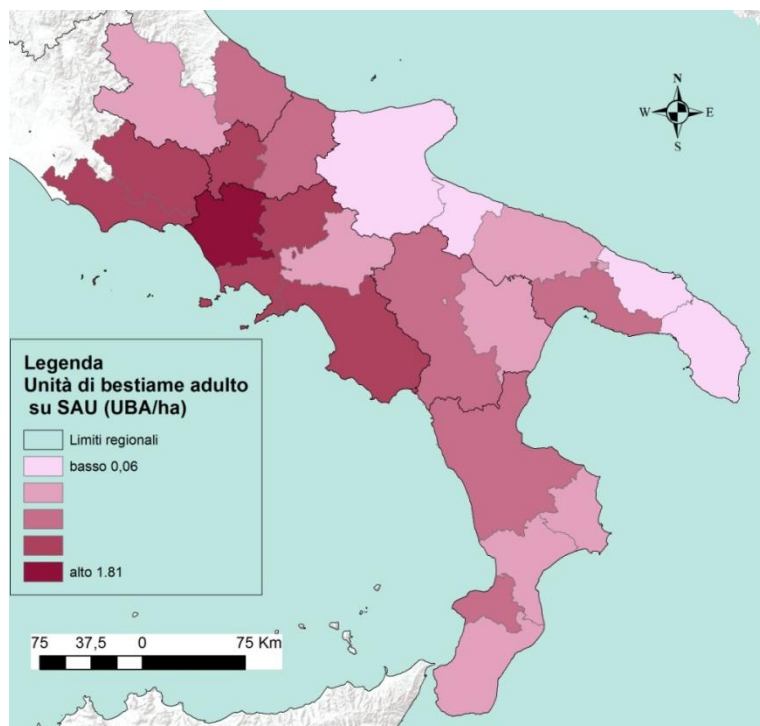 N
W E
S
Legenda
Unità di bestiame adulto
su SAU (UBA/ha)
Limiti regionali
basso 0,06
alto 1.81
75 37,5 0 75 Km